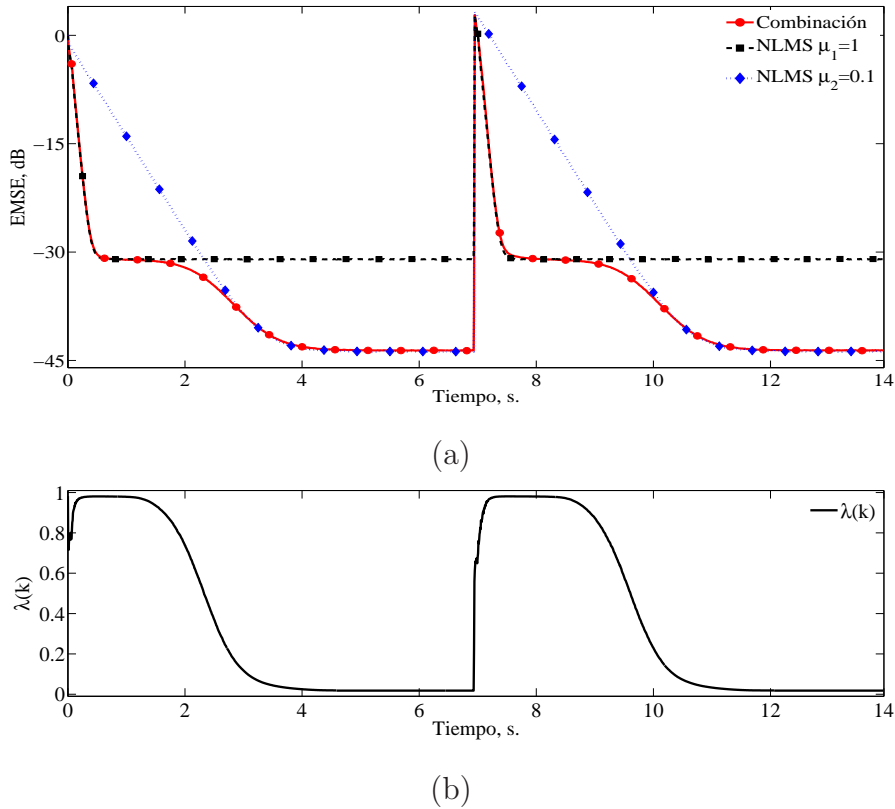 0
−15
−30
−45
EMSE, dB
Combinación
NLMS μ1=1
NLMS μ2=0.1
0 2 4 6 8 10 12 14
Tiempo, s.
(a)
1
0.8
0.6
0.4
0.2
0
λ(k)
λ(k)
0 2 4 6 8 10 12 14
Tiempo, s.
(b)